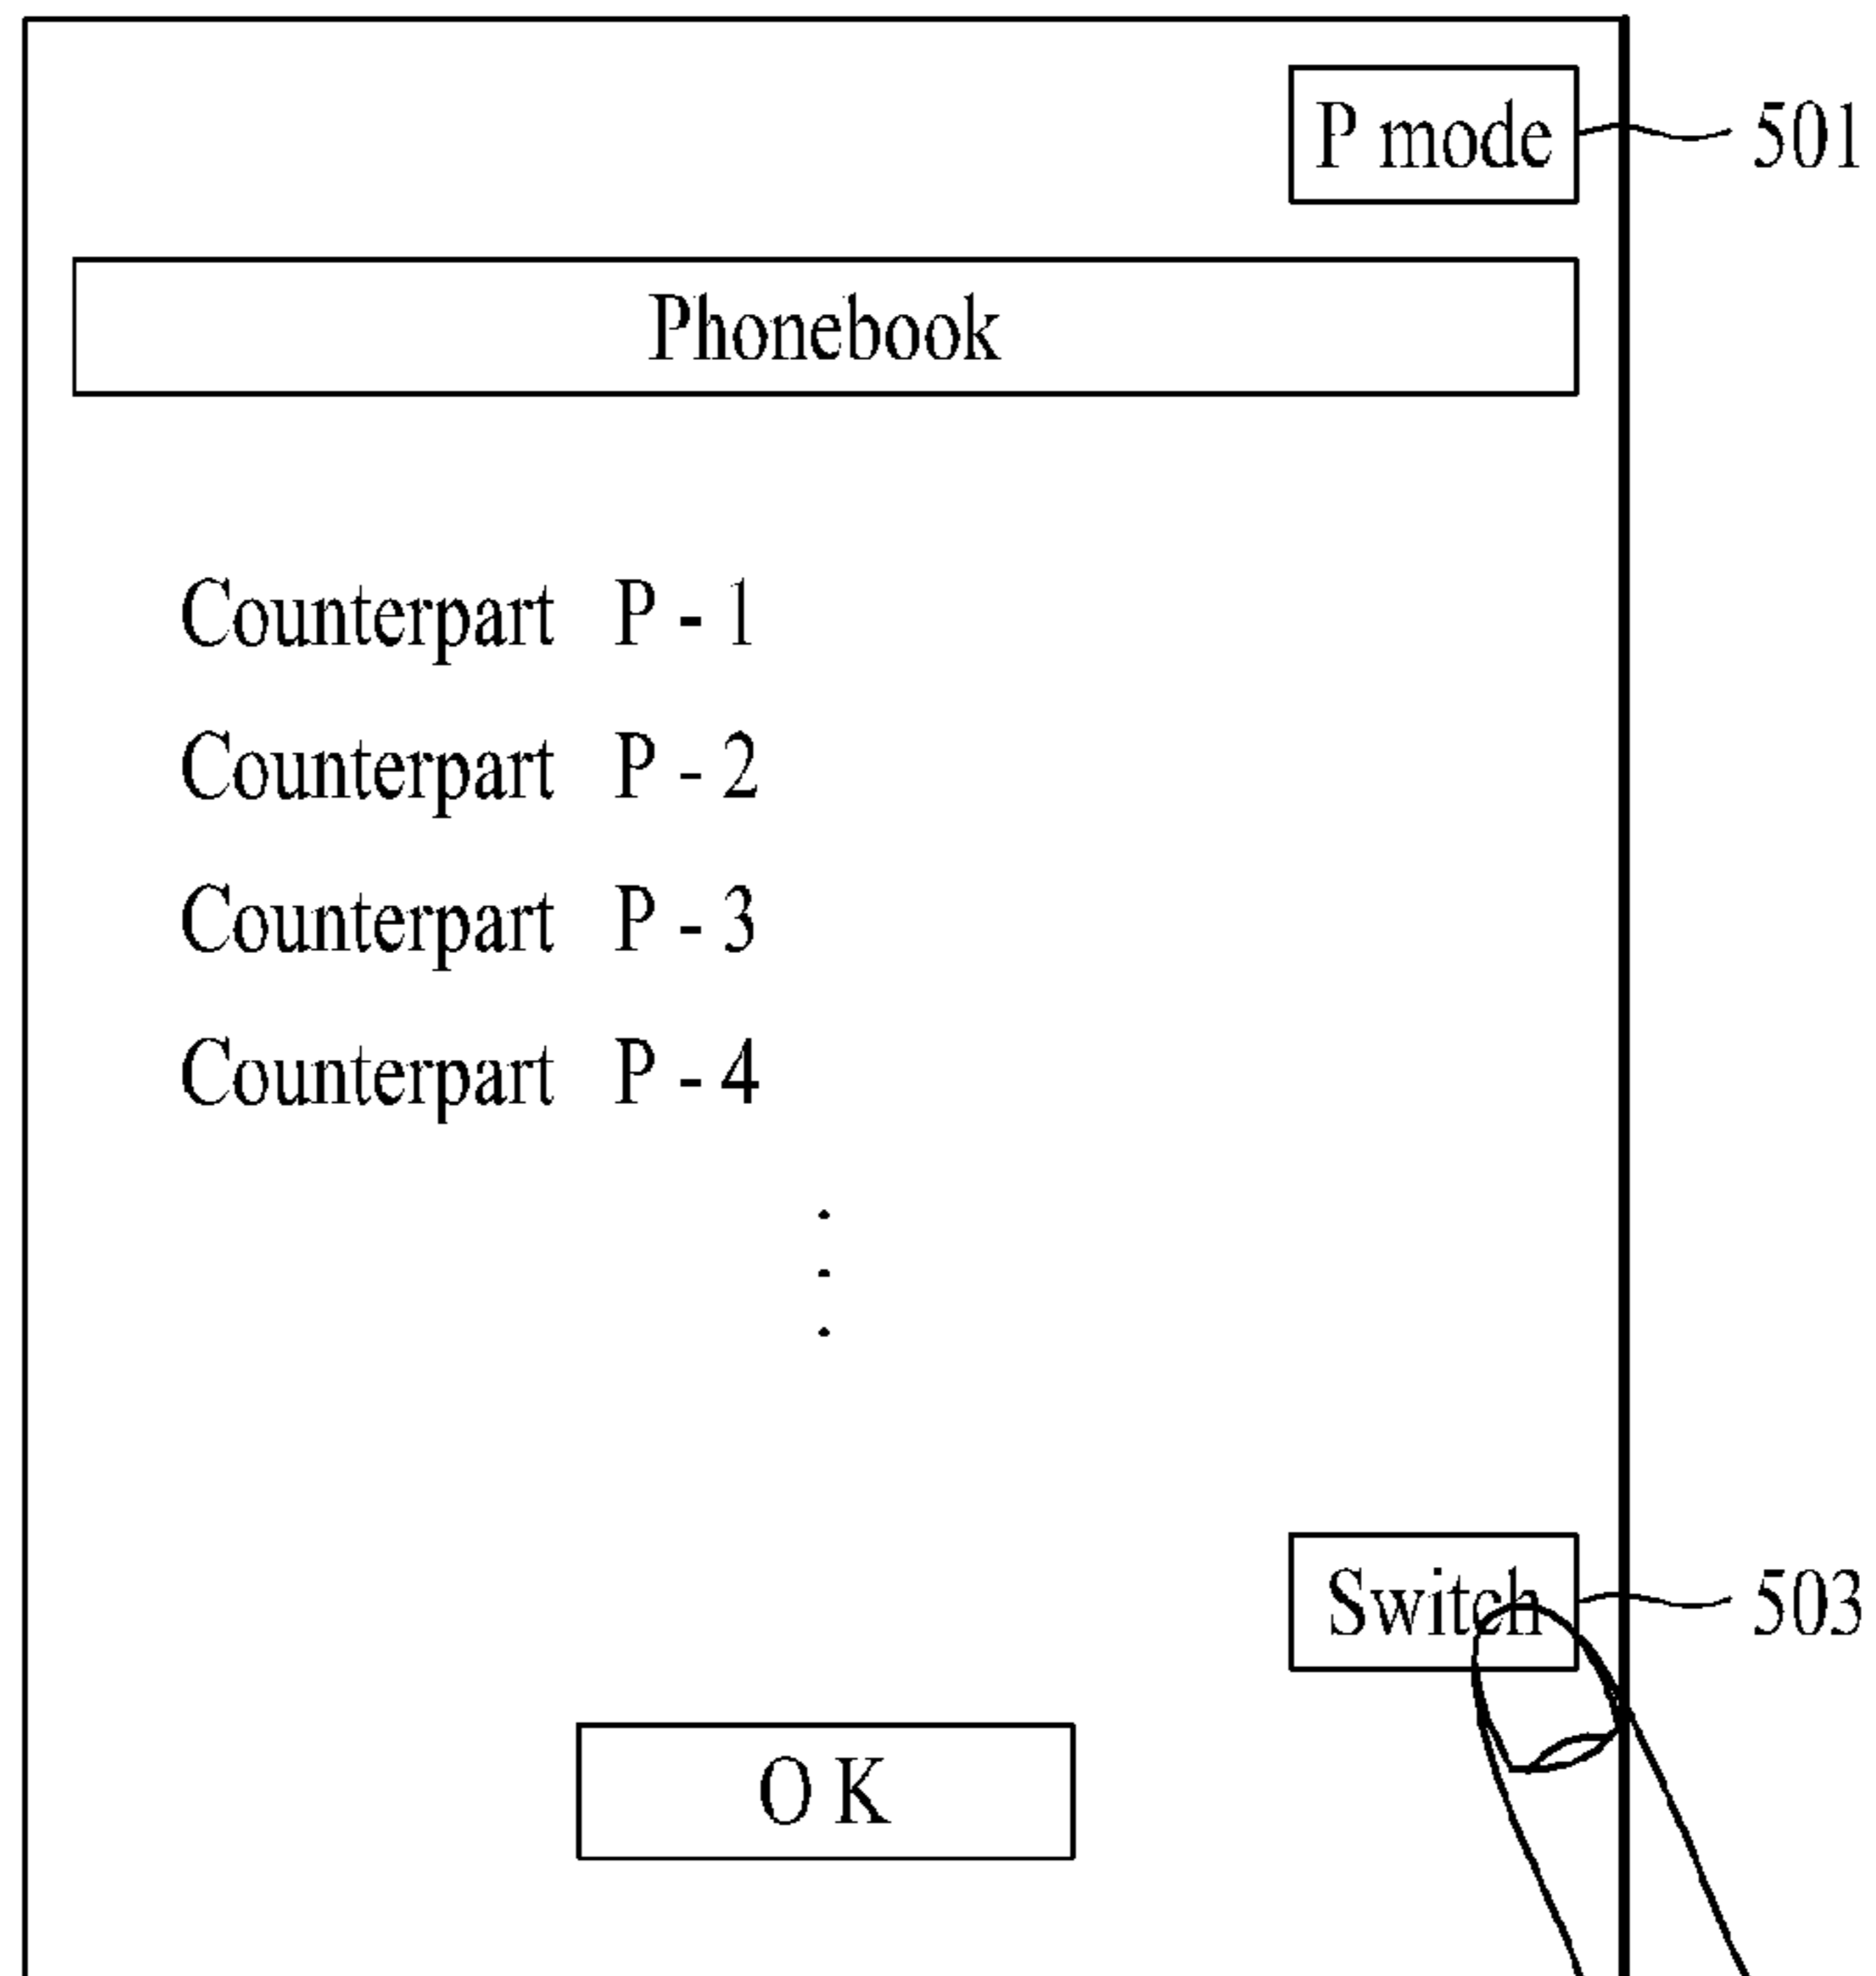 P mode 501
Phonebook
Counterpart P - 1
Counterpart P - 2
Counterpart P - 3
Counterpart P - 4
Switch 503
O K